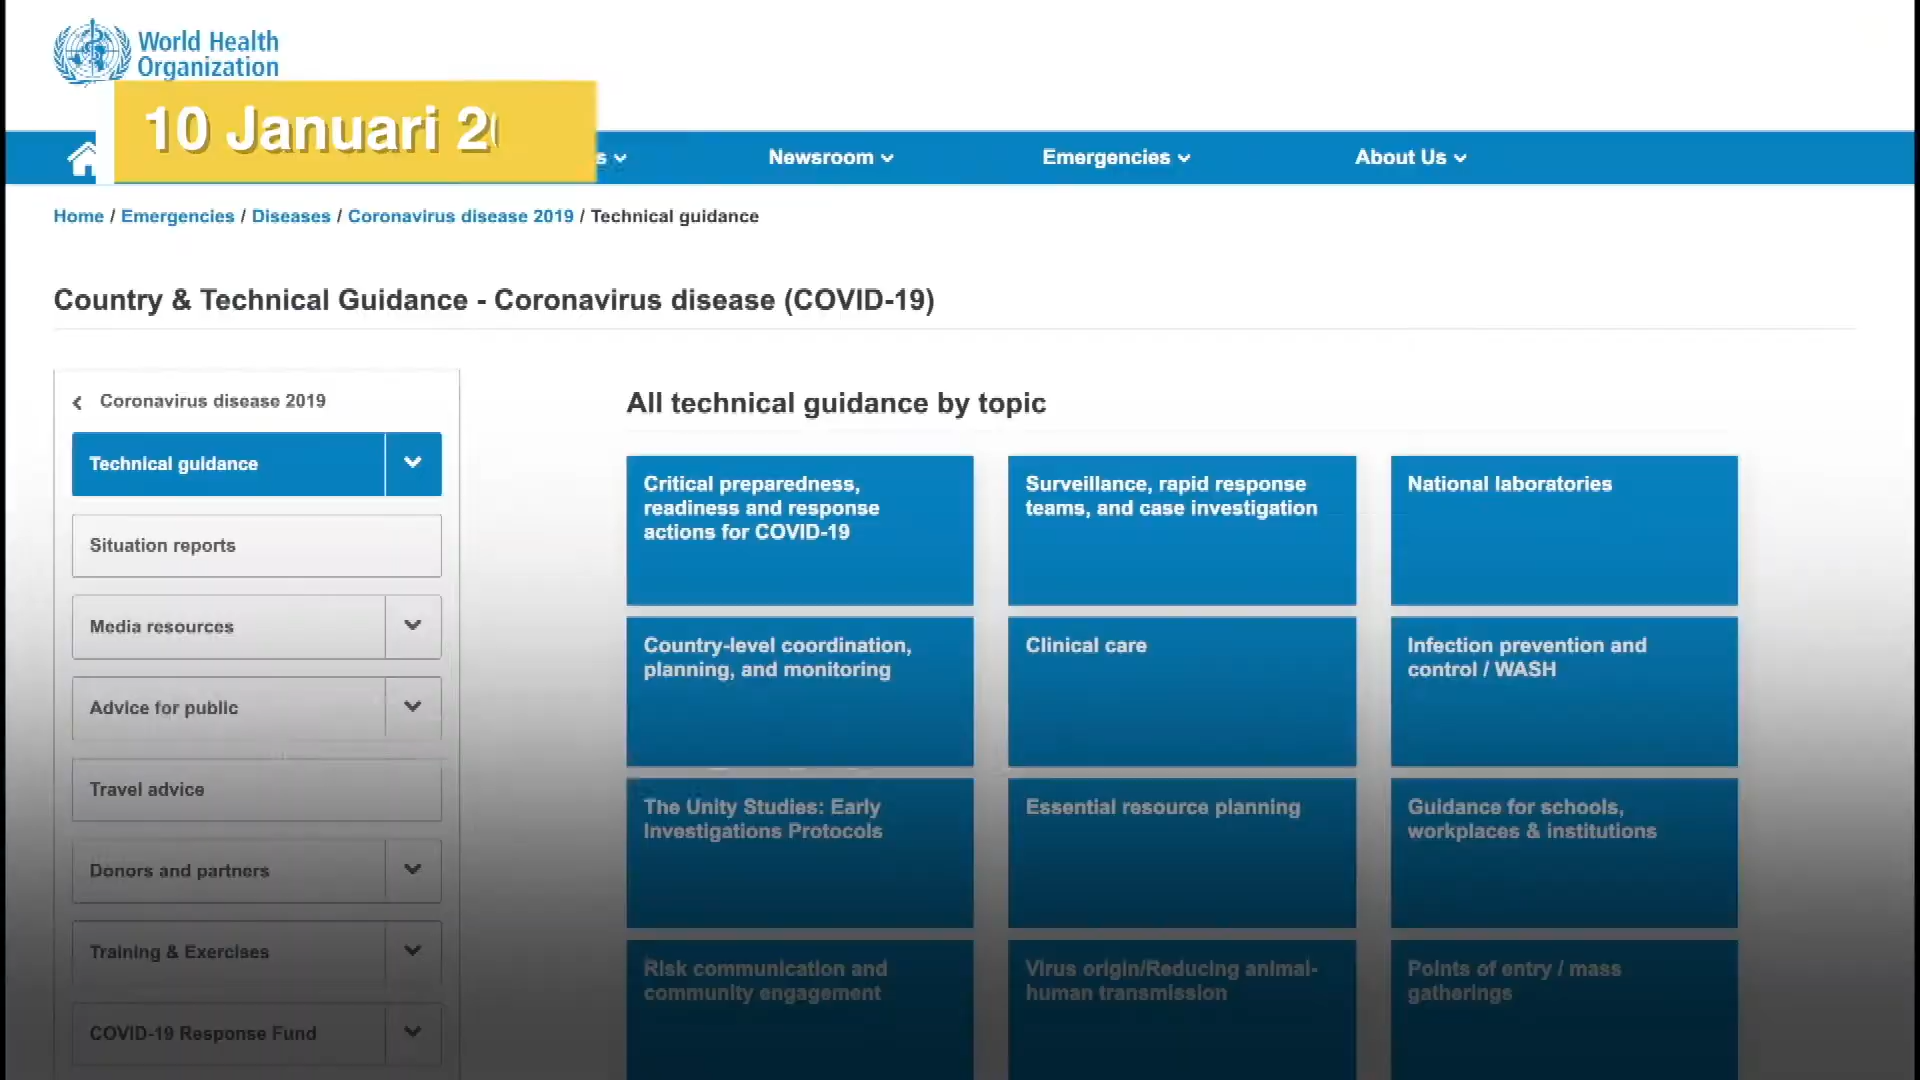 World Health
Organization
10 Januari 2
Newsroom
Emergencies
About Us
Home / Emergencies / Diseases / Coronavirus disease 2019 / Technical guidance
Country & Technical Guidance - Coronavirus disease (COVID-19)
Coronavirus disease 2019
Technical guidance
Situation reports
Media resources
Advice for public
Travel advice
Donors and partners
Training & Exercises
COVID-19 Response Fund
All technical guidance by topic
Critical preparedness,
readiness and response
actions for COVID-19
Surveillance, rapid response
teams, and case investigation
National laboratories
Country-level coordination,
planning, and monitoring
Clinical care
Infection prevention and
control / WASH
The Unity Studies: Early
Investigations Protocols
Essential resource planning
Guidance for schools,
workplaces & institutions
Risk communication and
community engagement
Virus origin/Reducing animal-
human transmission
Points of entry / mass
gatherings